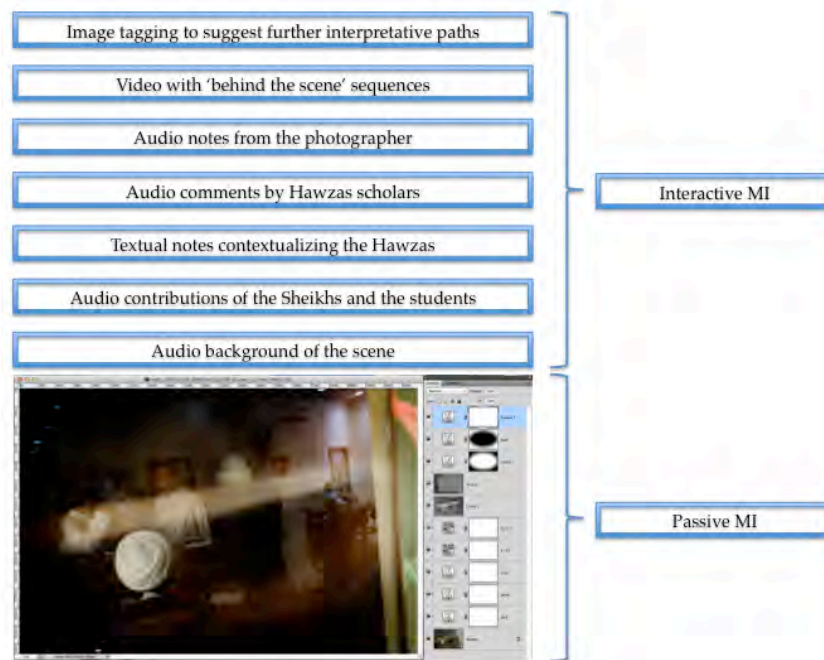 Image tagging to suggest further interpretative paths
Video with ‘behind the scene’ sequences
Audio notes from the photographer
Audio comments by Hawzas scholars
Interactive MI
Textual notes contextualizing the Hawzas
Audio contributions of the Sheikhs and the students
Audio background of the scene
Passive MI